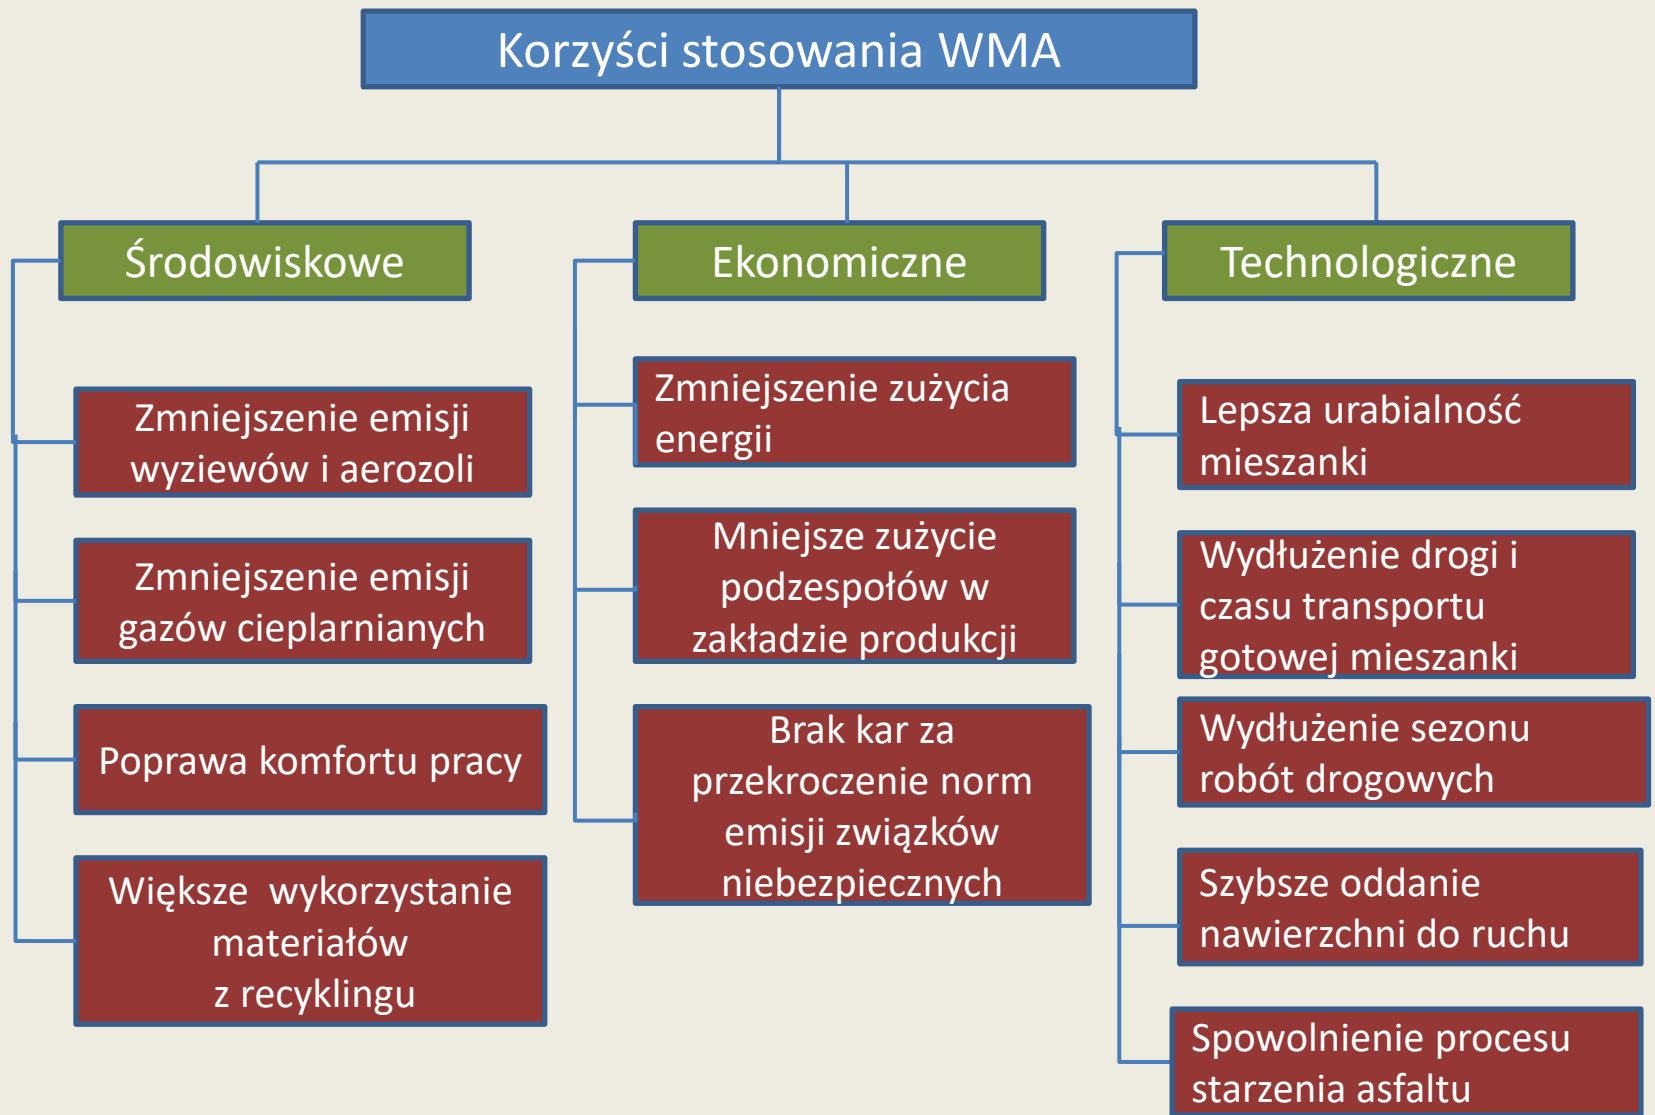 Korzyści stosowania WMA
Środowiskowe
Zmniejszenie emisji
wyziewów i aerozoli
Zmniejszenie emisji
gazów cieplarnianych
Poprawa komfortu pracy
Większe  wykorzystanie
materiałów
z recyklingu
Ekonomiczne
Zmniejszenie zużycia
energii
Mniejsze zużycie
podzespołów w
zakładzie produkcji
Brak kar za
przekroczenie norm
emisji związków
niebezpiecznych
Technologiczne
Lepsza urabialność
mieszanki
Wydłużenie drogi i
czasu transportu
gotowej mieszanki
Wydłużenie sezonu
robót drogowych
Szybsze oddanie
nawierzchni do ruchu
Spowolnienie procesu
starzenia asfaltu